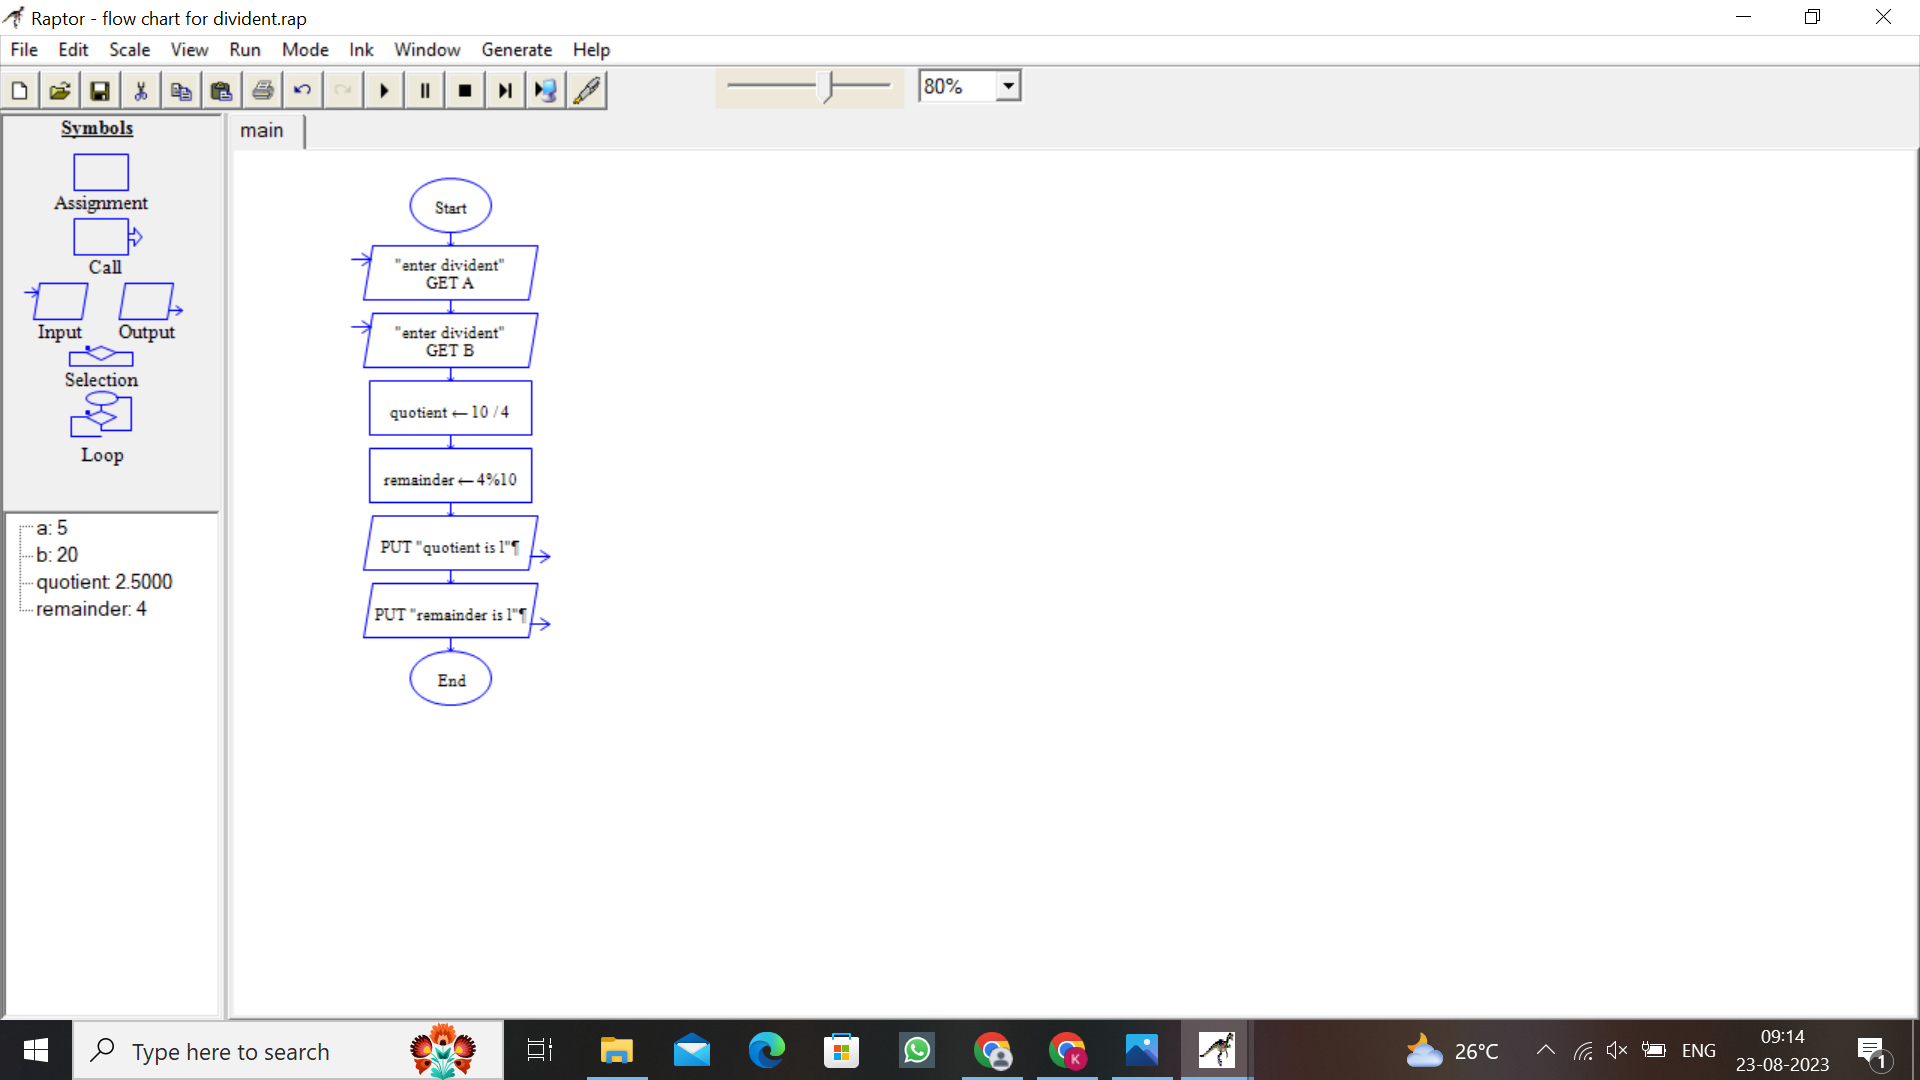 Raptor - flow chart for divident.rap
File Edit Scale View Run Mode Ink Window Generate Help
80%
Symbols
Assignment
Call
Input Output
Selection
Loop
a: 5
b: 20
quotient: 2.5000
remainder: 4
main
Start
"enter divident"
GET A
"enter divident"
GET B
quotient ← 10 / 4
remainder ← 4%10
PUT "quotient is l"¶
PUT "remainder is l"¶
End
Type here to search
K
26°C
ENG
09:14
23-08-2023
1